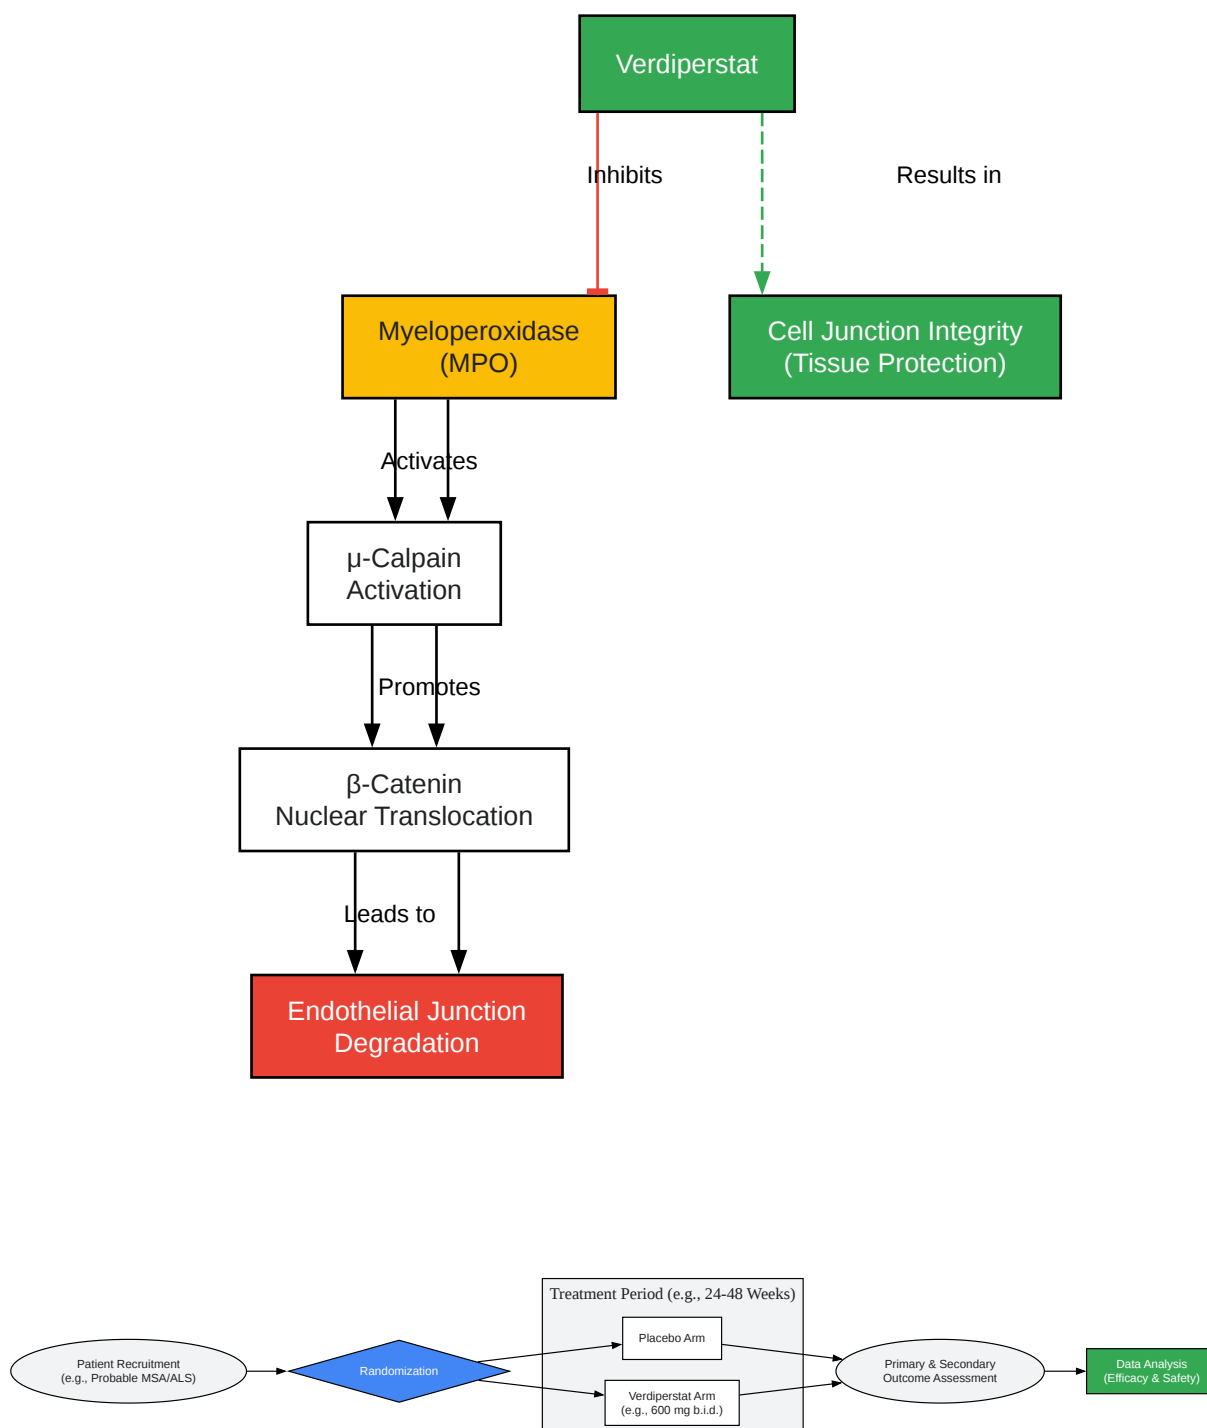 Verdiperstat
Inhibits
Results in
Myeloperoxidase
(MPO)
Cell Junction Integrity
(Tissue Protection)
Activates
μ-Calpain
Activation
Promotes
β-Catenin
Nuclear Translocation
Leads to
Endothelial Junction
Degradation
Treatment Period (e.g., 24-48 Weeks)
Patient Recruitment
(e.g., Probable MSA/ALS)
Randomization
Placebo Arm
Verdiperstat Arm
(e.g., 600 mg b.i.d.)
Primary & Secondary
Outcome Assessment
Data Analysis
(Efficacy & Safety)